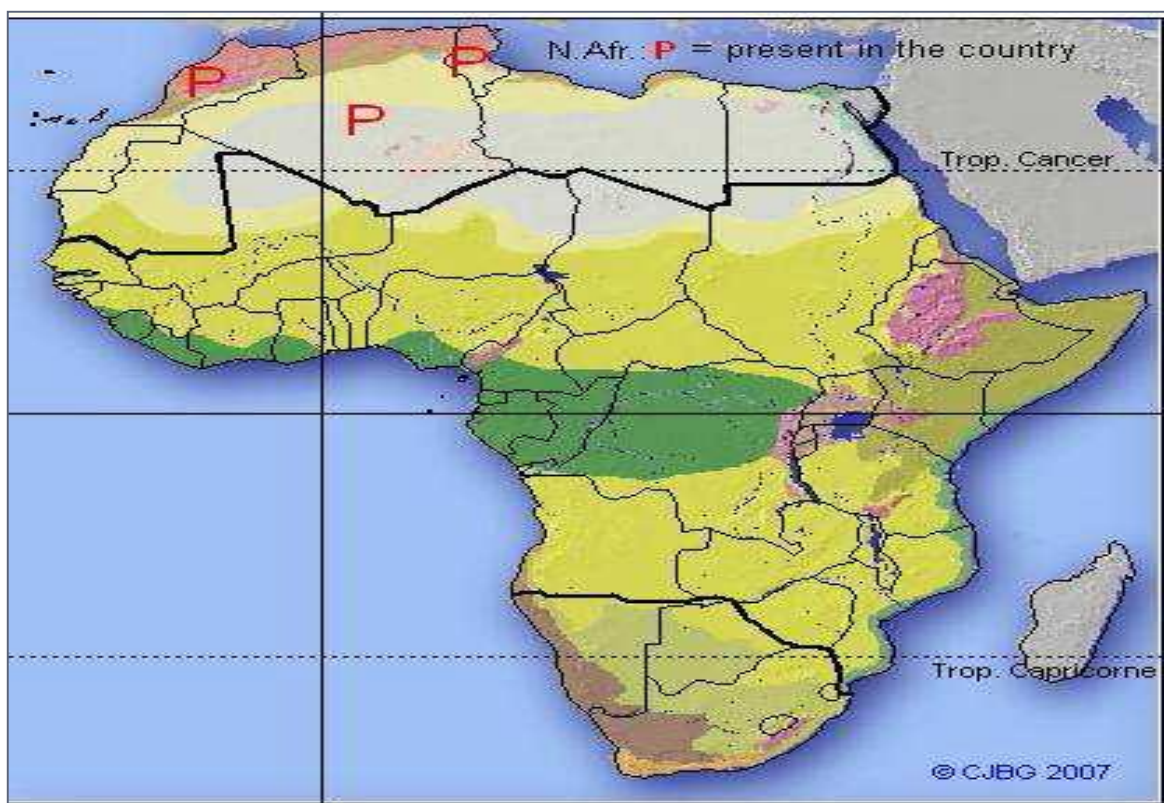 P
P
N.Afr.: P = present in the country
P
Trop. Cancer
Trop. Capricorne
© CJBG 2007